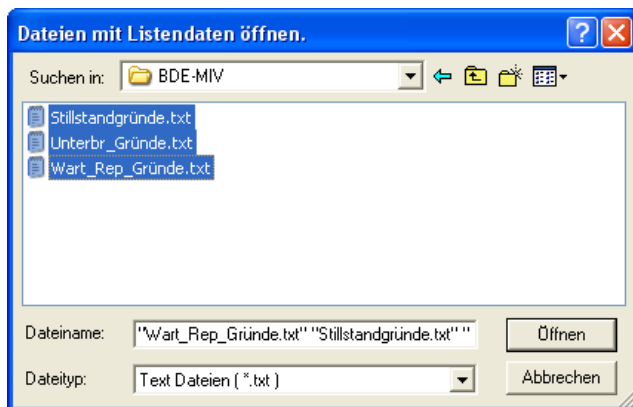 Dateien mit Listendaten öffnen.
Suchen in: BDE-MIV
Stillstandgründe.txt
Unterbr_Gründe.txt
Wart_Rep_Gründe.txt
Dateiname: "Wart_Rep_Gründe.txt" "Stillstandgründe.txt" "
Öffnen
Dateityp: Text Dateien ( *.txt )
Abbrechen